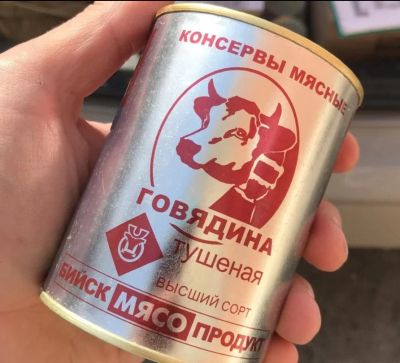 КОНСЕРВЫ МЯСНЫЕ
ГОВЯДИНА
тушеная
ВЫСШИЙ СОРТ
БИЙСК МЯСО ПРОДУКТ